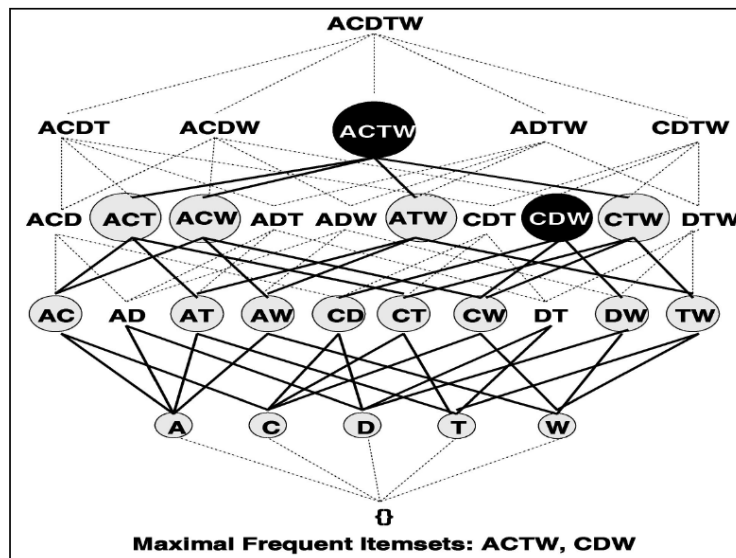 ACDTW
ACDT ACDW ACTW ADTW CDTW
ACD ACT ACW ADT ADW ATW CDT CDW CTW DTW
AC AD AT AW CD CT CW DT DW TW
A C D T W
{}
Maximal Frequent Itemsets: ACTW, CDW